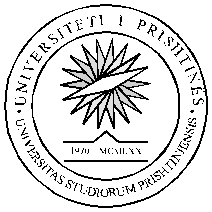 UNIVERSITETI I PRISHTINËS
1970 - MCMLXX
UNIVERSITAS STUDIORUM PRISHTINENSIS